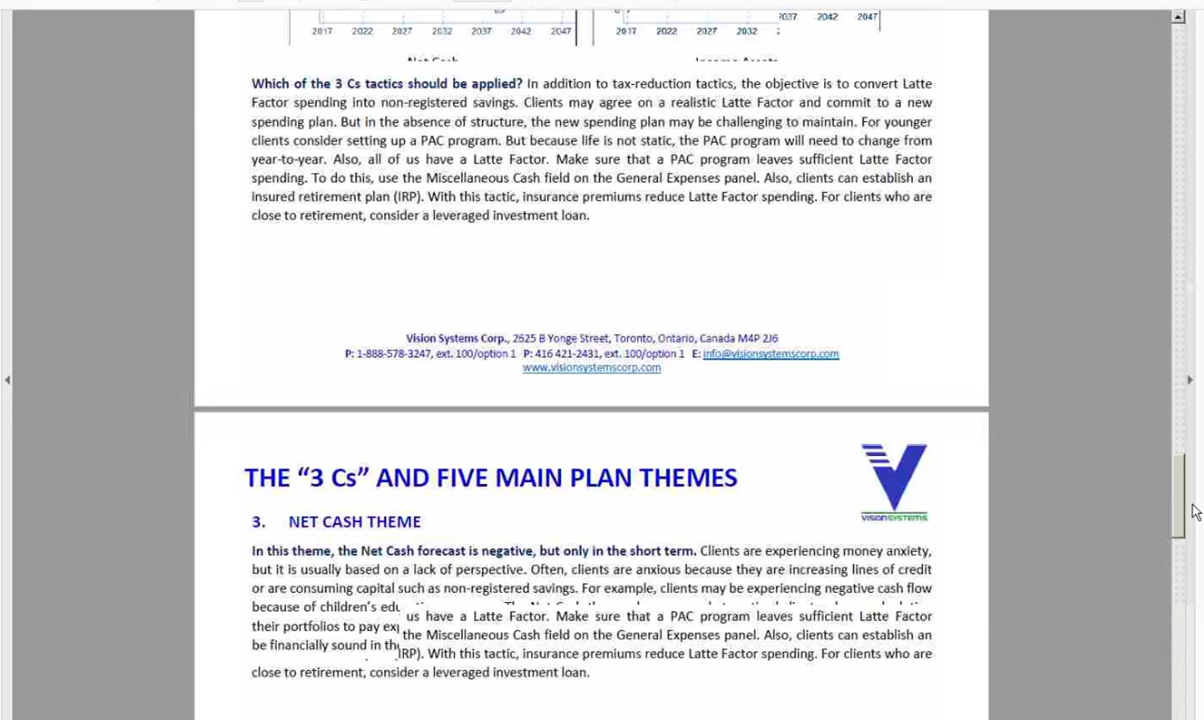 2037 2042 2047
2017 2022 2027 2032 2037 2042 2047 2017 2022 2027 2032
Which of the 3 Cs tactics should be applied? In addition to tax-reduction tactics, the objective is to convert Latte
Factor spending into non-registered savings. Clients may agree on a realistic Latte Factor and commit to a new
spending plan. But in the absence of structure, the new spending plan may be challenging to maintain. For younger
clients consider setting up a PAC program. But because life is not static, the PAC program will need to change from
year-to-year. Also, all of us have a Latte Factor. Make sure that a PAC program leaves sufficient Latte Factor
spending. To do this, use the Miscellaneous Cash field on the General Expenses panel. Also, clients can establish an
insured retirement plan (IRP). With this tactic, insurance premiums reduce Latte Factor spending. For clients who are
close to retirement, consider a leveraged investment loan.
Vision Systems Corp., 2625 B Yonge Street, Toronto, Ontario, Canada M4P 2J6
P: 1-888-578-3247, ext. 100/option 1 P: 416 421-2431, ext. 100/option 1 E: info@visionsystemscorp.com
www.visionsystemscorp.com
THE “3 Cs” AND FIVE MAIN PLAN THEMES
VISIONSYSTEMS
3. NET CASH THEME
In this theme, the Net Cash forecast is negative, but only in the short term. Clients are experiencing money anxiety,
but it is usually based on a lack of perspective. Often, clients are anxious because they are increasing lines of credit
or are consuming capital such as non-registered savings. For example, clients may be experiencing negative cash flow
because of children’s
their portfolios to pay us have a Latte Factor. Make sure that a PAC program leaves sufficient Latte Factor
be financially sound in the Miscellaneous Cash field on the General Expenses panel. Also, clients can establish an
IRP). With this tactic, insurance premiums reduce Latte Factor spending. For clients who are
close to retirement, consider a leveraged investment loan.